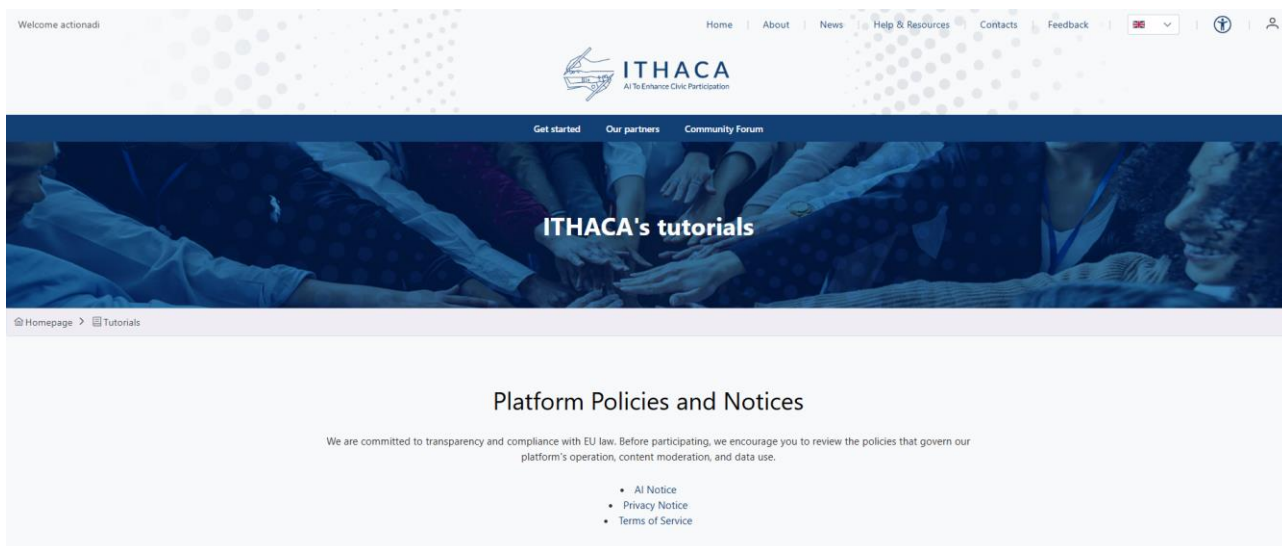 Welcome actionadi
Home
About
News
Help & Resources
Contacts
Feedback
ITHACA
AI To Enhance Civic Participation
Get started
Our partners
Community Forum
ITHACA's tutorials
Homepage > Tutorials
Platform Policies and Notices
We are committed to transparency and compliance with EU law. Before participating, we encourage you to review the policies that govern our
platform's operation, content moderation, and data use.
• AI Notice
• Privacy Notice
• Terms of Service